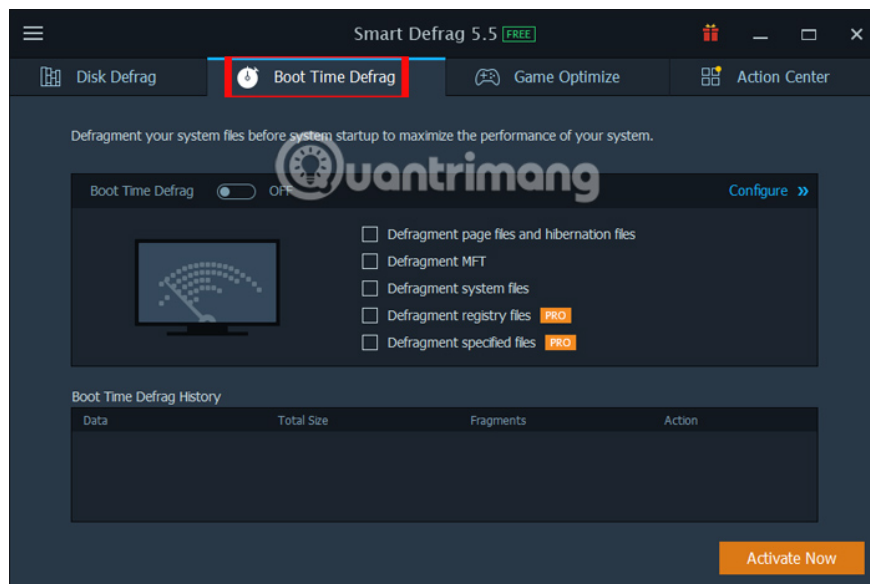 Smart Defrag 5.5 FREE
Disk Defrag Boot Time Defrag Game Optimize Action Center
Defragment your system files before system startup to maximize the performance of your system.
Quantrimang
Boot Time Defrag OFF Configure »
Defragment page files and hibernation files
Defragment MFT
Defragment system files
Defragment registry files PRO
Defragment specified files PRO
Boot Time Defrag History
Data Total Size Fragments Action
Activate Now